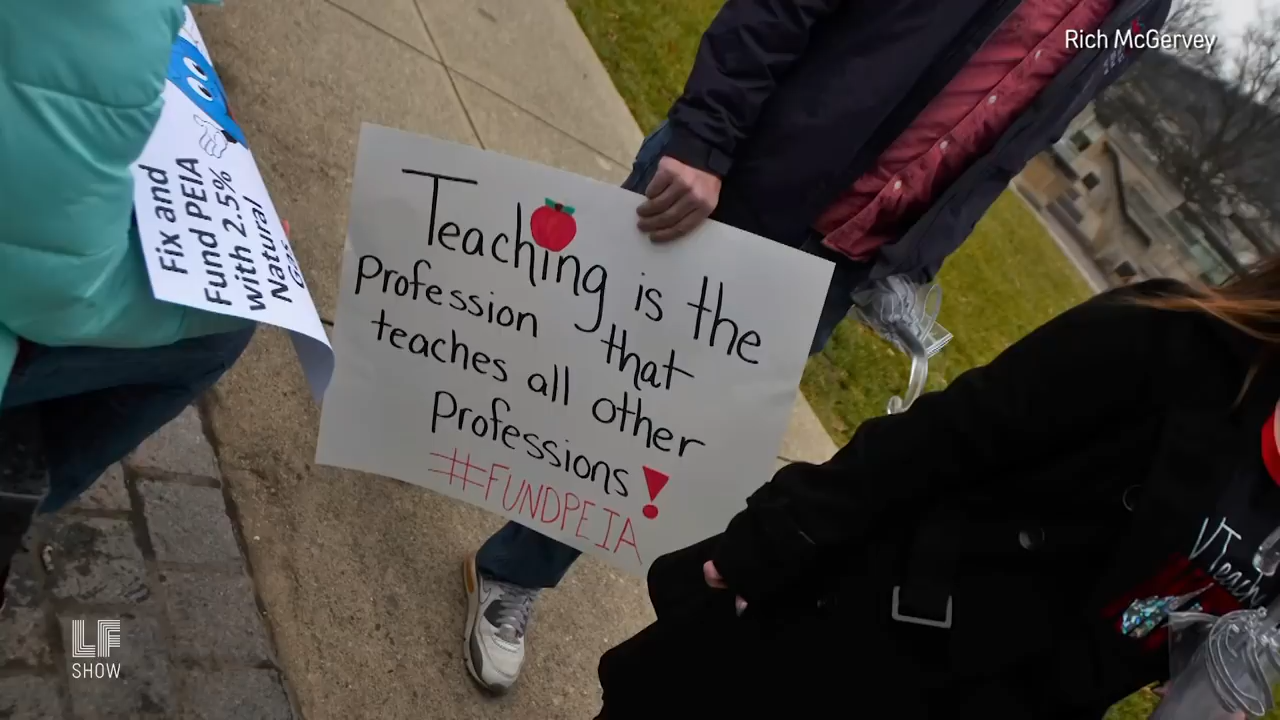 Rich McGervey
Fix and
Fund PEIA
with 2.5%
Natural
Gas
Teaching is the
profession that
teaches all other
Professions!
#FUNDPEIA
Teach
LF
SHOW